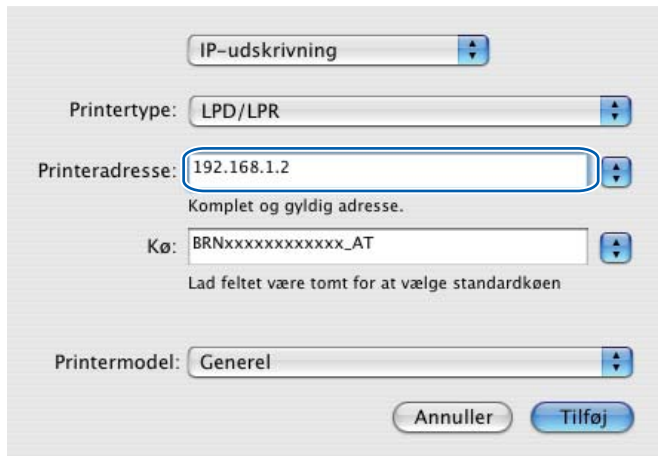 IP-udskrivning
Printertype: LPD/LPR
Printeradresse: 192.168.1.2
Komplet og gyldig adresse.
Kø: BRNxxxxxxxxxxxx_AT
Lad feltet være tomt for at vælge standardkøen
Printermodel: Generel
Annuller Tilføj